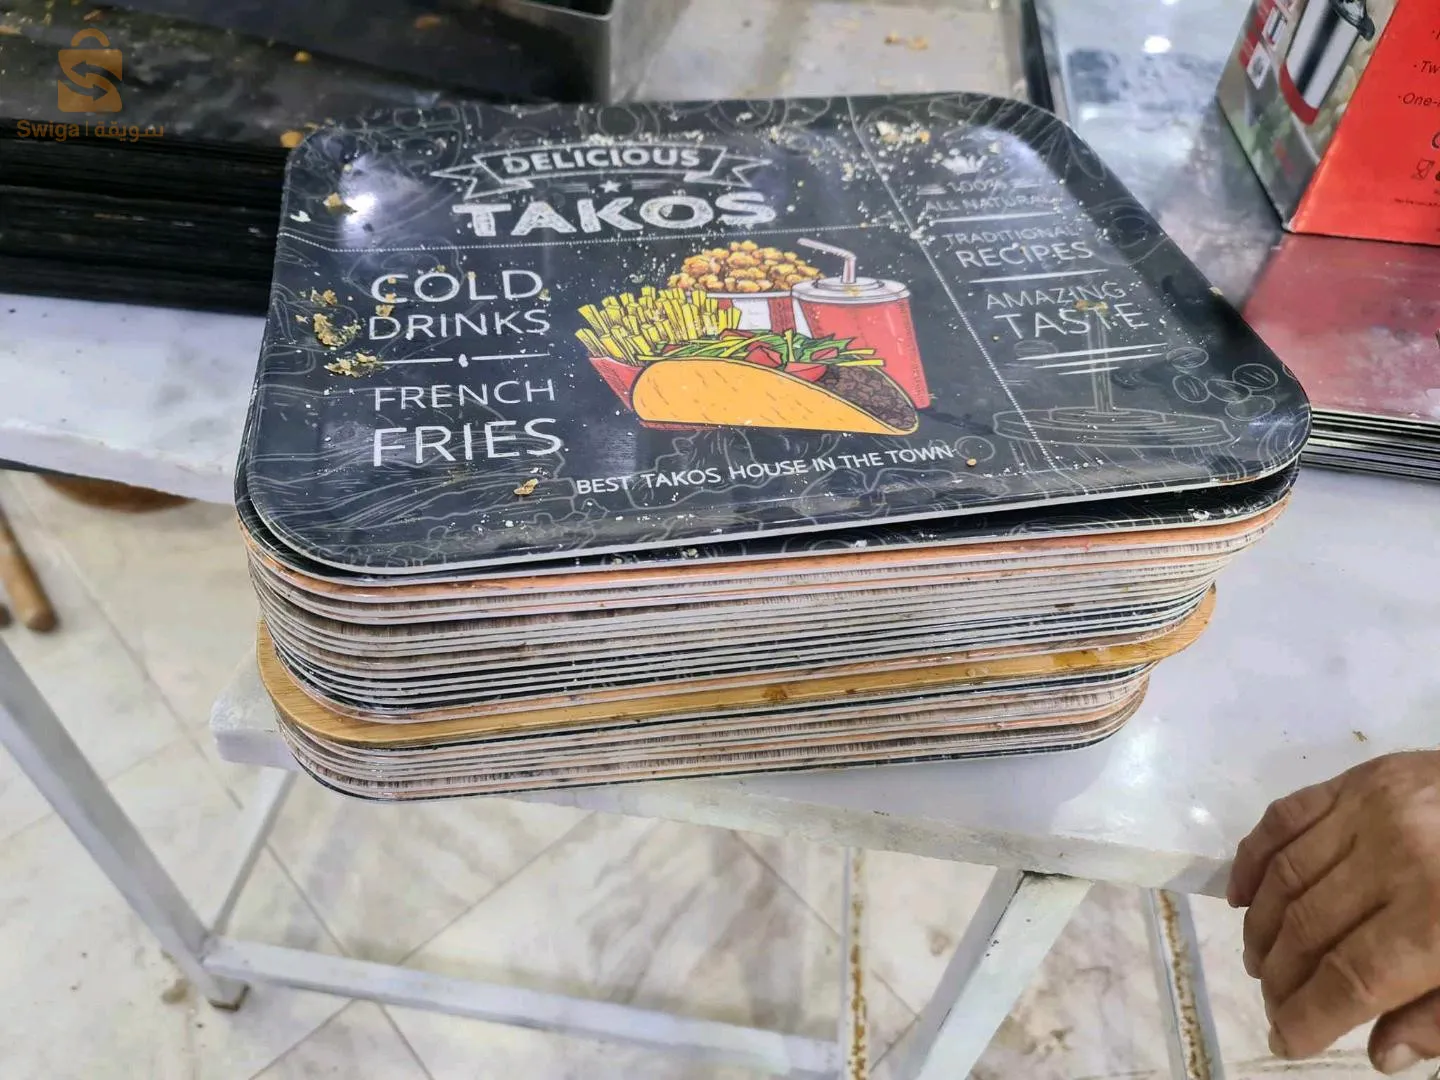 Swiga | سويقة
DELICIOUS
TAKOS
COLD
DRINKS
FRENCH
FRIES
100%
ALL NATURAL
TRADITIONAL
RECIPES
AMAZING
TASTE
BEST TAKOS HOUSE IN THE TOWN